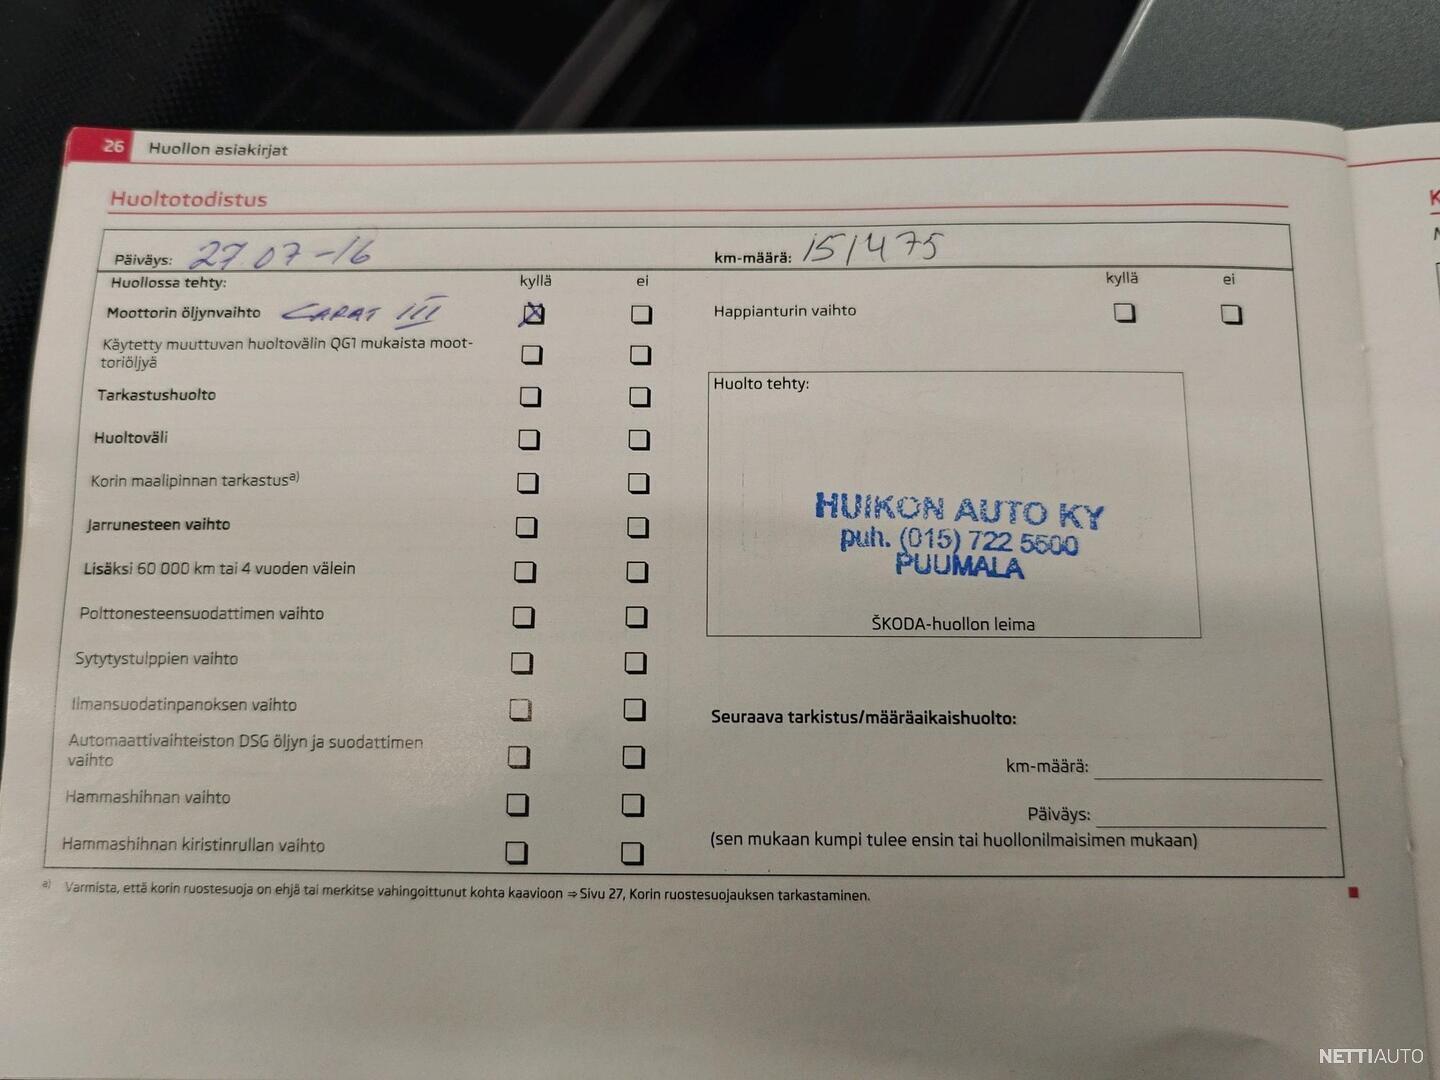 26 Huollon asiakirjat
Huoltotodistus
Päiväys: 27.07-16 km-määrä: 151475
Huollossa tehty: kyllä ei kyllä ei
Moottorin öljynvaihto CARAT III
Happianturin vaihto
Käytetty muuttuvan huoltovälin QG1 mukaista moot-
toriöljyä
Tarkastushuolto
Huoltoväli
Korin maalipinnan tarkastusa)
Jarrunesteen vaihto
Lisäksi 60 000 km tai 4 vuoden välein
Polttonesteensuodattimen vaihto
Sytytystulppien vaihto
Ilmansuodatinpanoksen vaihto
Automaattivaihteiston DSG öljyn ja suodattimen
vaihto
Hammashihnan vaihto
Hammashihnan kiristinrullan vaihto
Huolto tehty:
HUIKON AUTO KY
puh. (015) 722 5500
PUUMALA
ŠKODA-huollon leima
Seuraava tarkistus/määräaikaishuolto:
km-määrä:
Päiväys:
(sen mukaan kumpi tulee ensin tai huollonilmaisimen mukaan)
a) Varmista, että korin ruostesuoja on ehjä tai merkitse vahingoittunut kohta kaavioon ⇒ Sivu 27, Korin ruostesuojauksen tarkastaminen.
NETTIAUTO